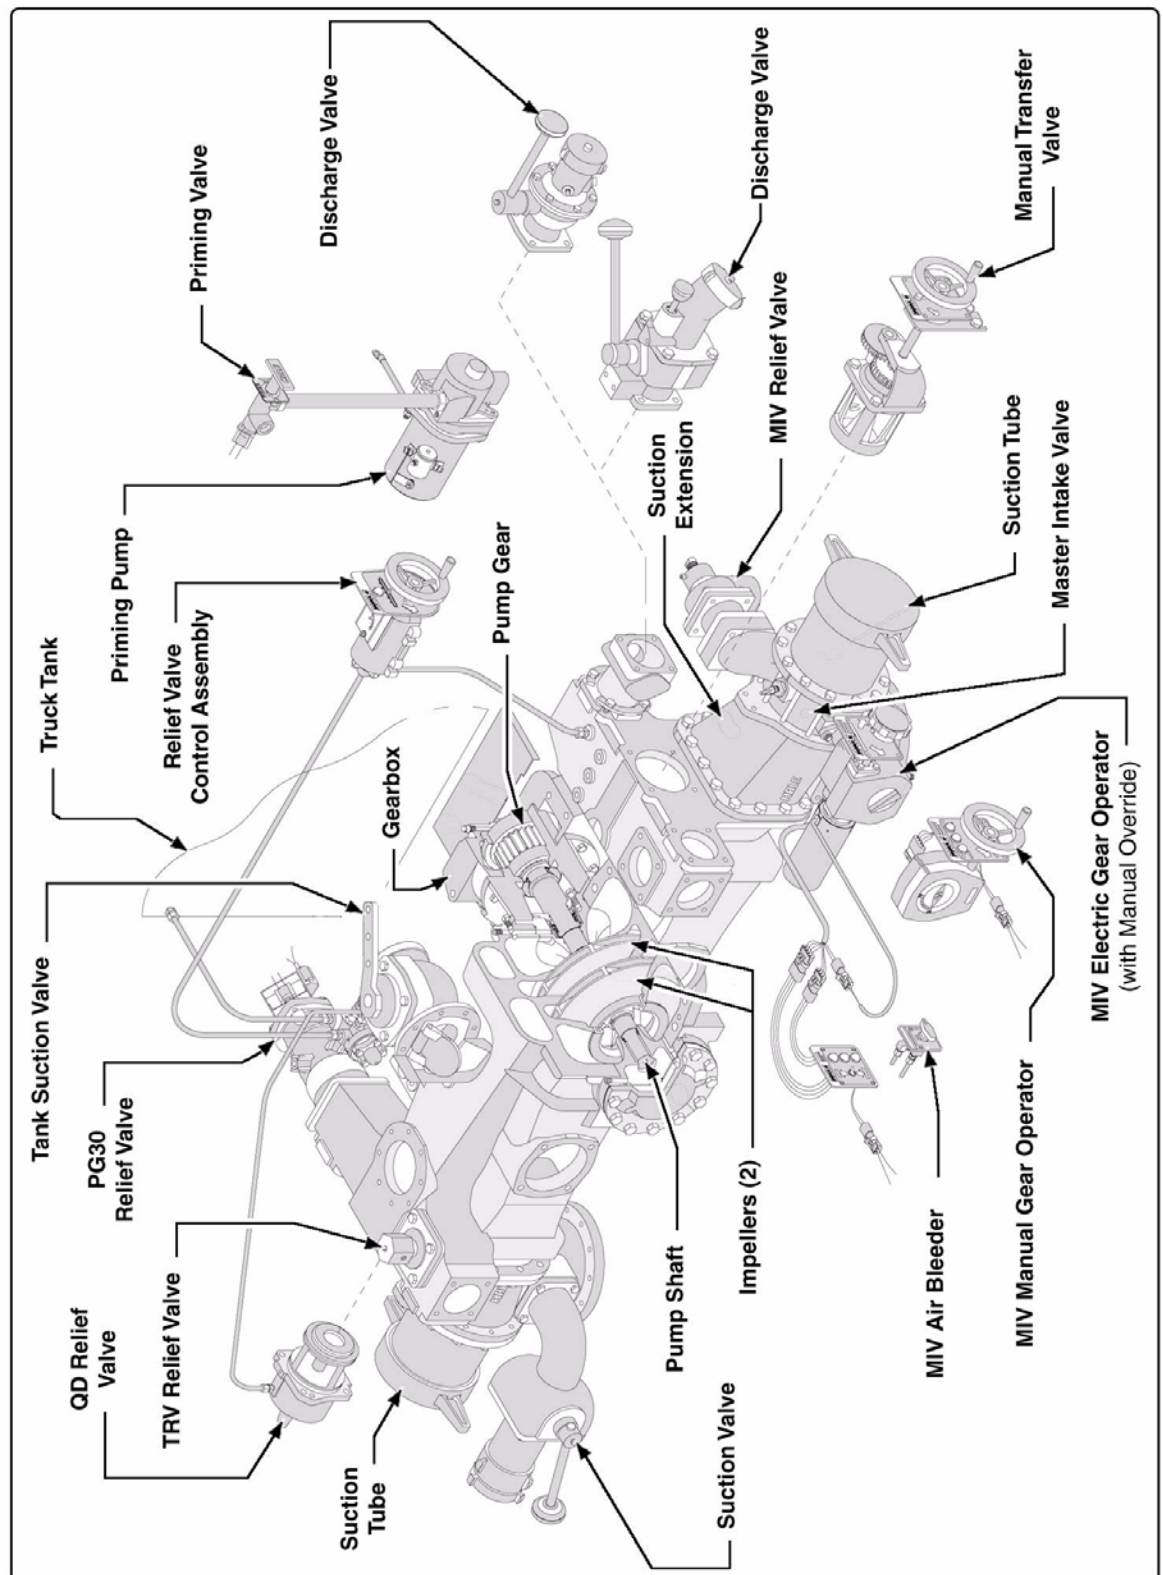 Tank Suction Valve
Truck Tank
QD Relief
Valve
PG30
Relief Valve
Priming Pump
TRV Relief Valve
Relief Valve
Control Assembly
Priming Valve
Discharge Valve
Suction
Tube
Gearbox
Pump Gear
Pump Shaft
Suction
Extension
Suction Valve
Impellers (2)
Discharge Valve
MIV Relief Valve
MIV Air Bleeder
Suction Tube
MIV Manual Gear Operator
Manual Transfer
Valve
Master Intake Valve
MIV Electric Gear Operator
(with Manual Override)